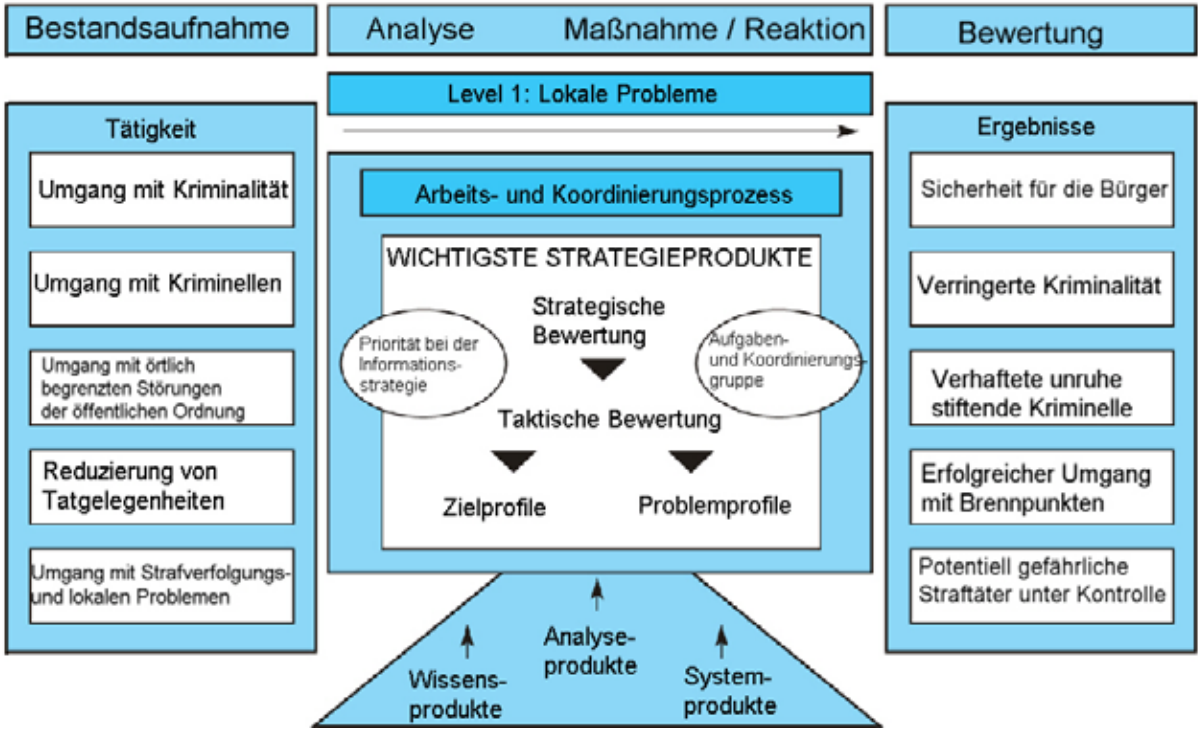 Bestandsaufnahme
Analyse Maßnahme / Reaktion
Bewertung
Level 1: Lokale Probleme
Tätigkeit
Umgang mit Kriminalität
Umgang mit Kriminellen
Umgang mit örtlich
begrenzten Störungen
der öffentlichen Ordnung
Reduzierung von
Tatgelegenheiten
Umgang mit Strafverfolgungs-
und lokalen Problemen
Arbeits- und Koordinierungsprozess
WICHTIGSTE STRATEGIEPRODUKTE
Strategische
Bewertung
Priorität bei der
Informations-
strategie
Aufgaben-
und Koordinierungs-
gruppe
Taktische Bewertung
Zielprofile
Problemprofile
Wissens-
produkte
Analyse-
produkte
System-
produkte
Ergebnisse
Sicherheit für die Bürger
Verringerte Kriminalität
Verhaftete unruhe
stiftende Kriminelle
Erfolgreicher Umgang
mit Brennpunkten
Potentiell gefährliche
Straftäter unter Kontrolle